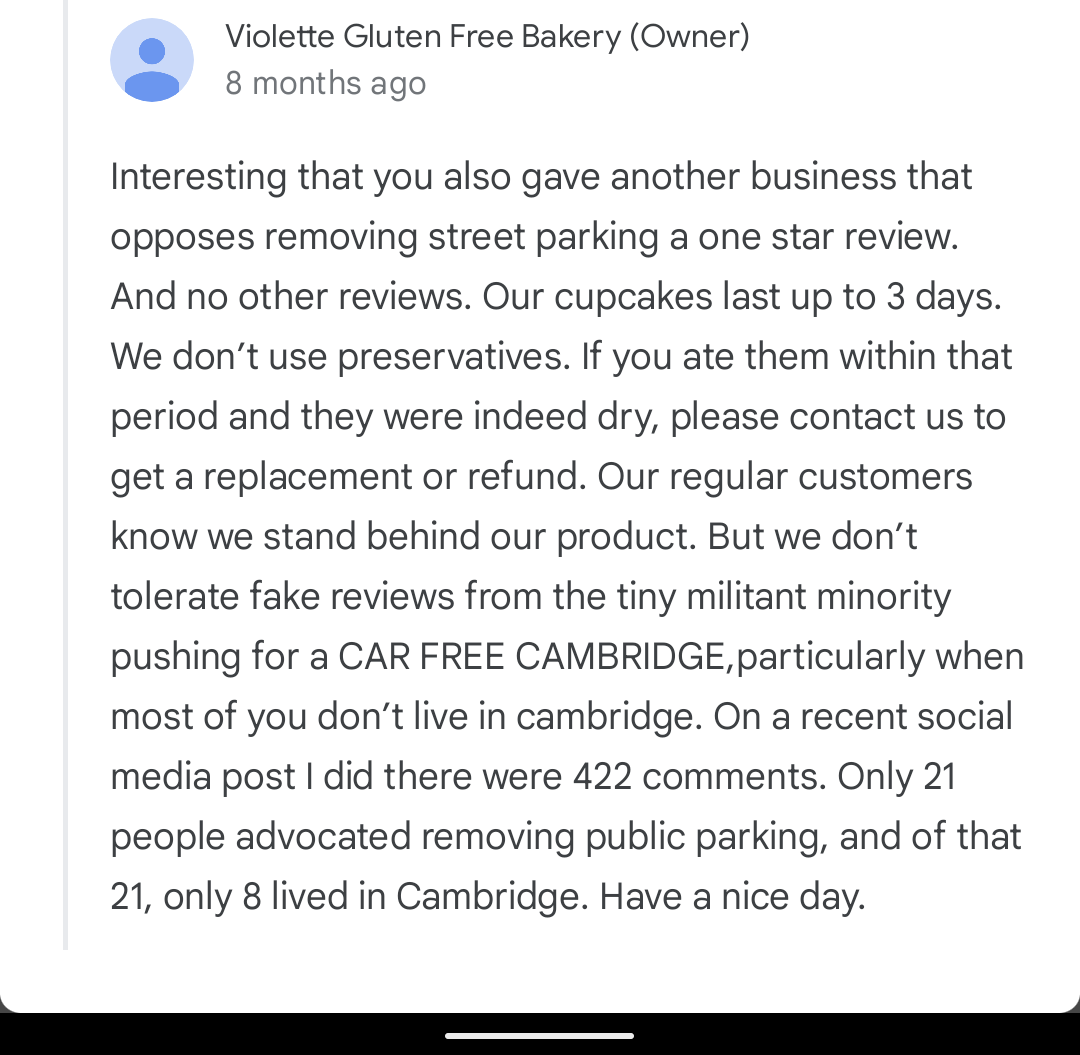 Violette Gluten Free Bakery (Owner)
8 months ago
Interesting that you also gave another business that
opposes removing street parking a one star review.
And no other reviews. Our cupcakes last up to 3 days.
We don’t use preservatives. If you ate them within that
period and they were indeed dry, please contact us to
get a replacement or refund. Our regular customers
know we stand behind our product. But we don’t
tolerate fake reviews from the tiny militant minority
pushing for a CAR FREE CAMBRIDGE,particularly when
most of you don’t live in cambridge. On a recent social
media post I did there were 422 comments. Only 21
people advocated removing public parking, and of that
21, only 8 lived in Cambridge. Have a nice day.